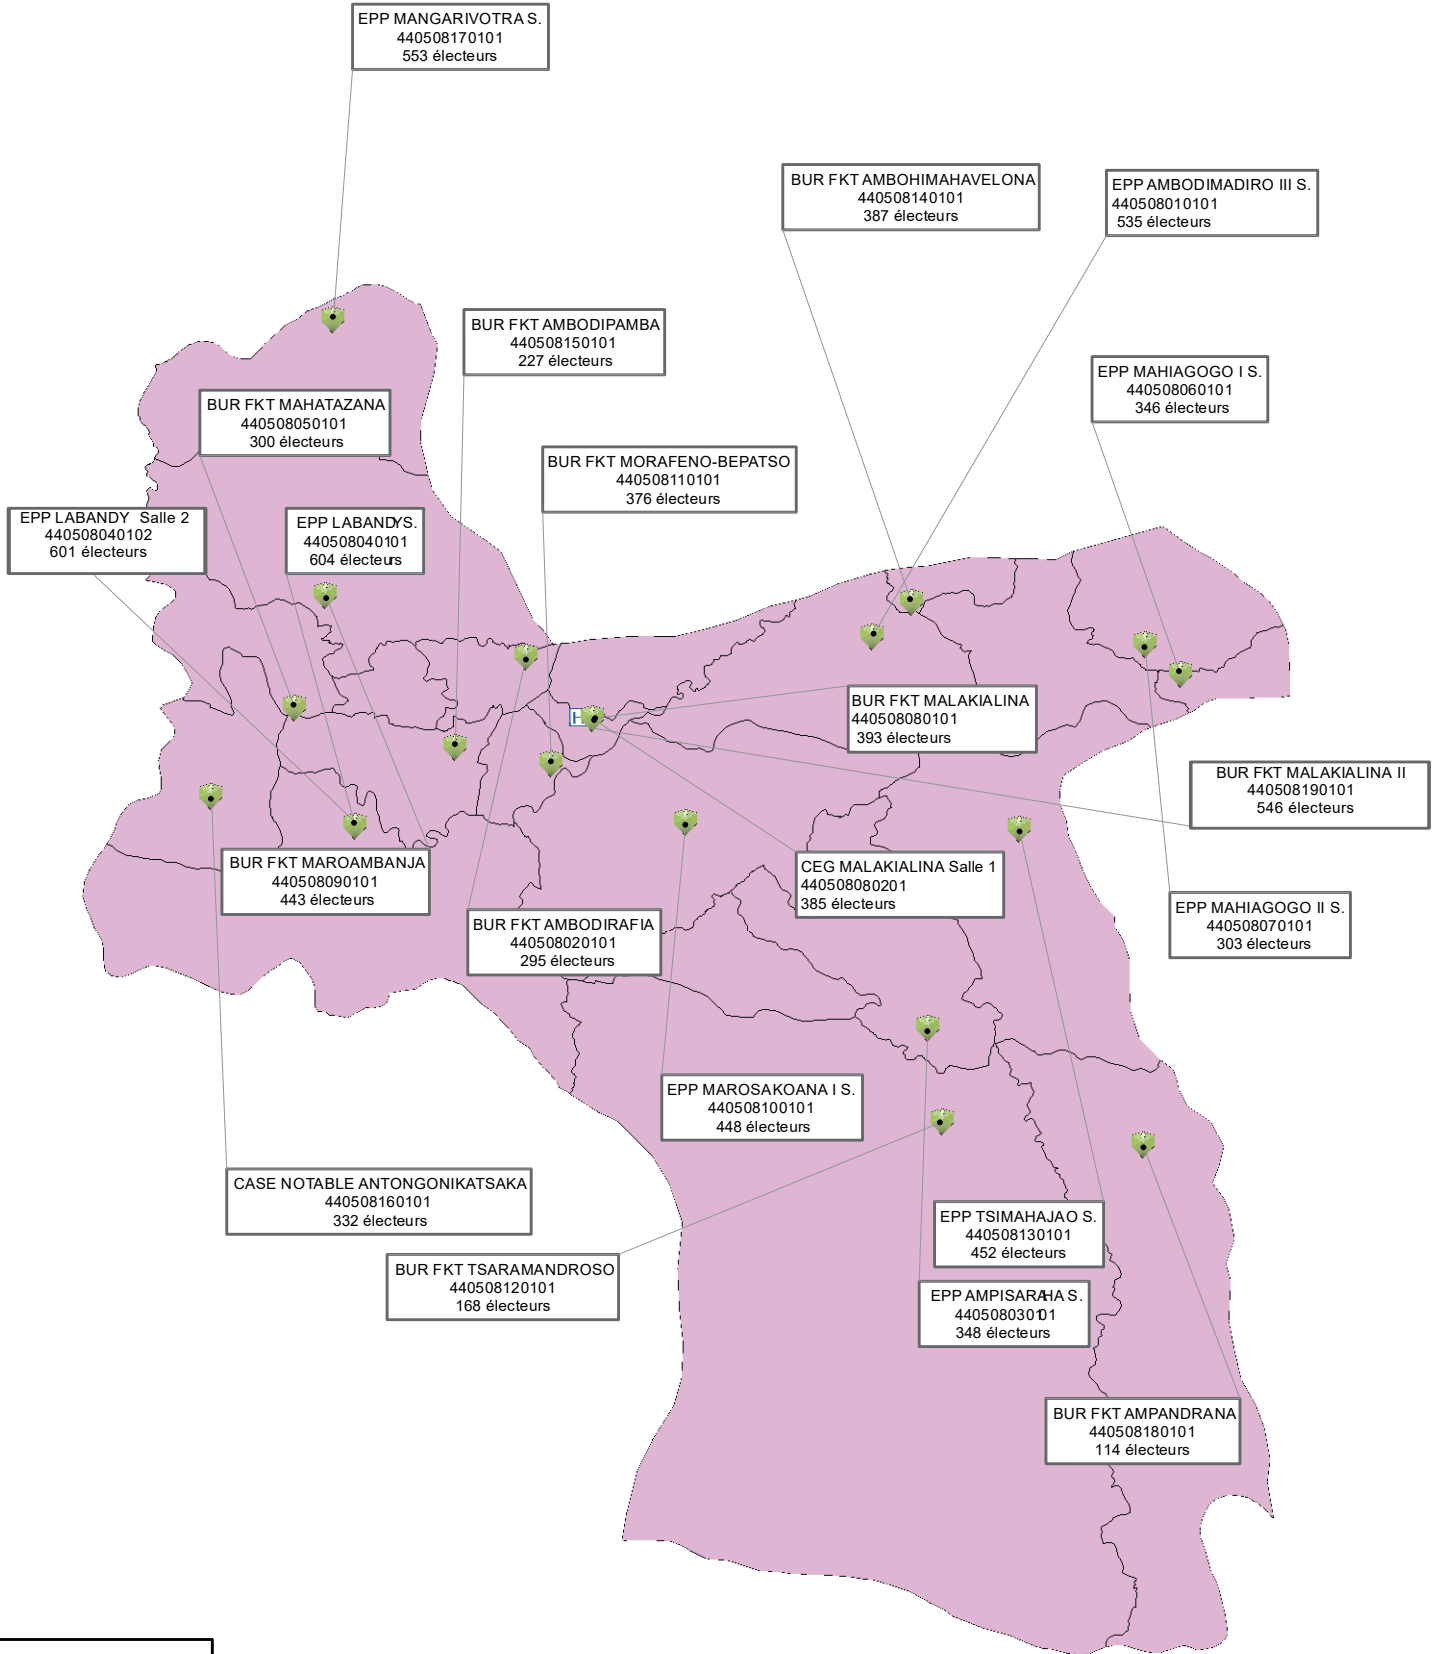 EPP MANGARIVOTRA S.
440508170101
553 électeurs
BUR FKT AMBOHIMAHAVELONA
440508140101
387 électeurs
EPP AMBODIMADIRO III S.
440508010101
535 électeurs
BUR FKT AMBODIPAMBA
440508150101
227 électeurs
EPP MAHIAGOGO I S.
440508060101
346 électeurs
BUR FKT MAHATAZANA
440508050101
300 électeurs
BUR FKT MORAFENO-BEPATSO
440508110101
376 électeurs
EPP LABANDY Salle 2
440508040102
601 électeurs
EPP LABANDY S.
440508040101
604 électeurs
H
BUR FKT MALAKIALINA
440508080101
393 électeurs
BUR FKT MALAKIALINA II
440508190101
546 électeurs
BUR FKT MAROAMBANJA
440508090101
443 électeurs
CEG MALAKIALINA Salle 1
440508080201
385 électeurs
EPP MAHIAGOGO II S.
440508070101
303 électeurs
BUR FKT AMBODIRAFIA
440508020101
295 électeurs
EPP MAROSAKOANA I S.
440508100101
448 électeurs
CASE NOTABLE ANTONGONIKATSAKA
440508160101
332 électeurs
EPP TSIMAHAJAO S.
440508130101
452 électeurs
BUR FKT TSARAMANDROSO
440508120101
168 électeurs
EPP AMPISARAHA S.
440508030101
348 électeurs
BUR FKT AMPANDRANA
440508180101
114 électeurs